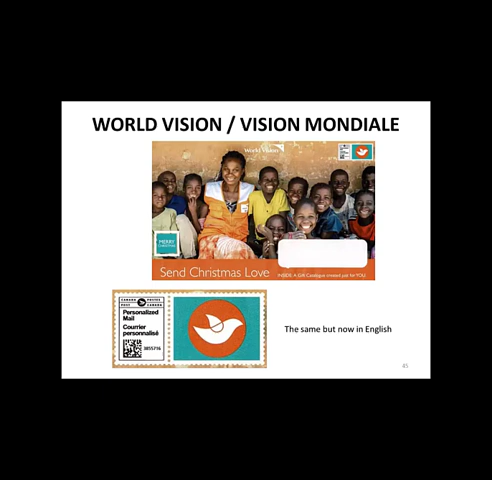 WORLD VISION / VISION MONDIALE
World Vision
MERRY
CHRISTMAS
Send Christmas Love
INSIDE: A Gift Catalogue created just for YOU.
CANADA POSTES
POST CANADA
Personalized
Mail
Courrier
personnalisé
3855716
The same but now in English
45